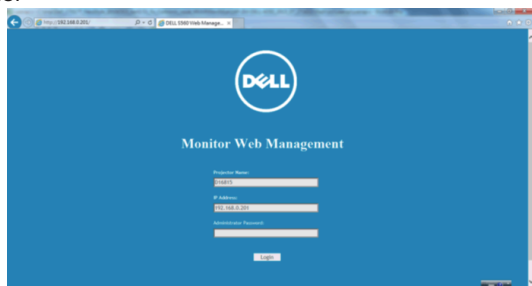 http://192.168.0.201/
DELL S560 Web Manage...
DELL
Monitor Web Management
Projector Name:
IP Address:
192.168.0.201
Administrator Password:
Login